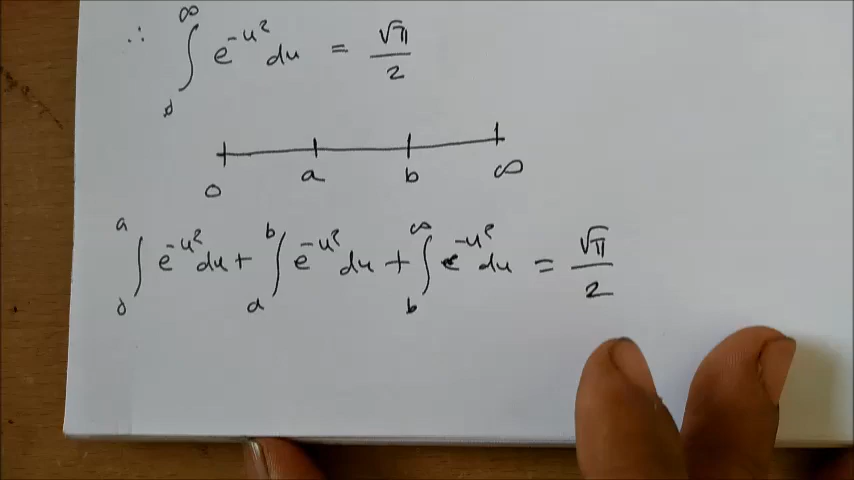 ∴ ∫₀^∞ e^{-u²} du = √π / 2
0 a b ∞
∫₀^a e^{-u²} du + ∫ₐ^b e^{-u²} du + ∫_b^∞ e^{-u²} du = √π / 2